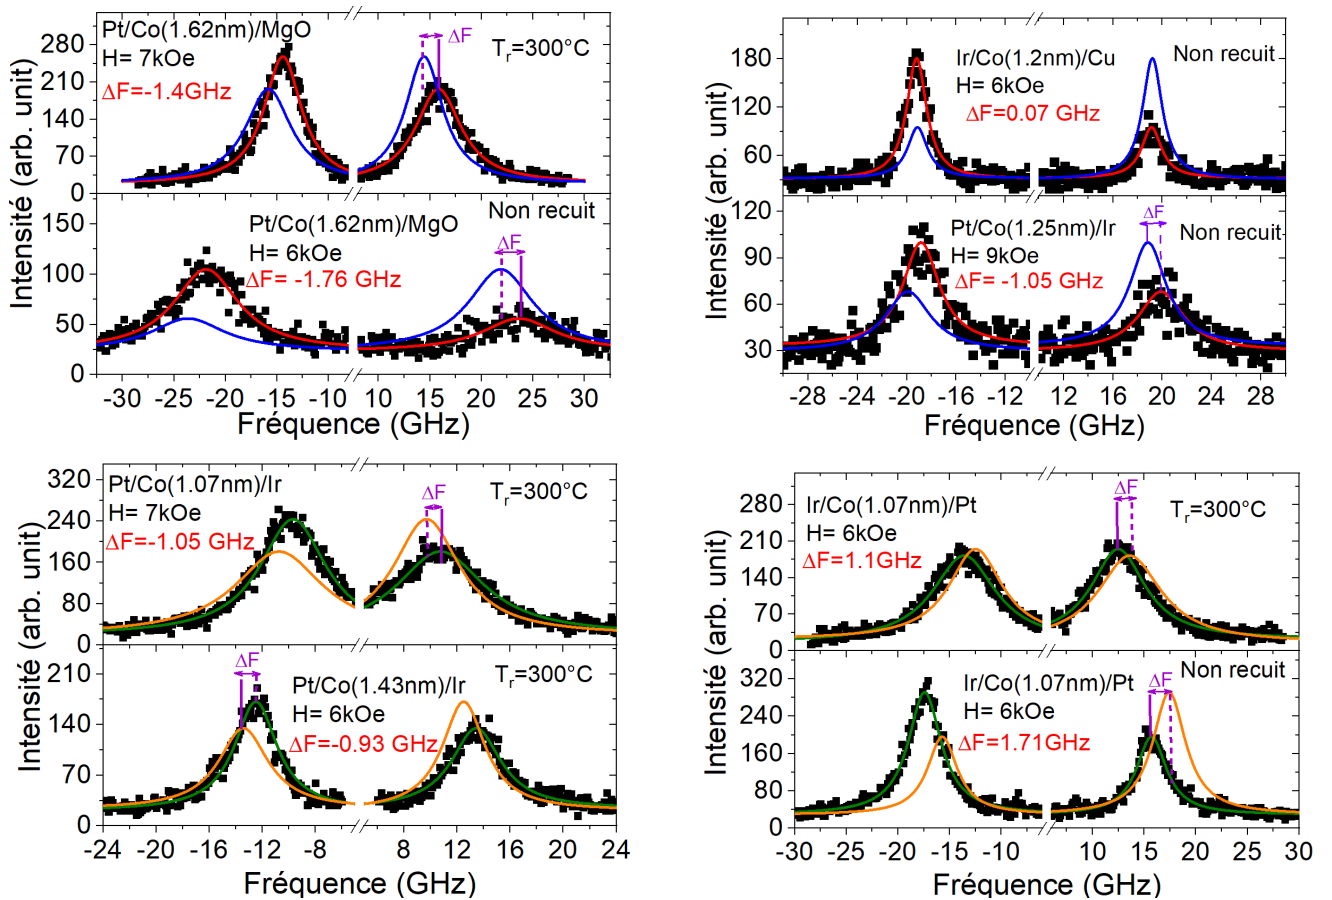 Pt/Co(1.62nm)/MgO
H= 7kOe
ΔF=-1.4GHz
ΔF
Tr=300°C
280
210
140
70
0
Pt/Co(1.62nm)/MgO
H= 6kOe
ΔF= -1.76 GHz
Non recuit
ΔF
150
100
50
0
-30 -25 -20 -15 -10 10 15 20 25 30
Fréquence (GHz)
Intensité (arb. unit)
Ir/Co(1.2nm)/Cu
H= 6kOe
ΔF=0.07 GHz
Non recuit
180
120
60
Pt/Co(1.25nm)/Ir
H= 9kOe
ΔF= -1.05 GHz
ΔF
Non recuit
120
90
60
30
-28 -24 -20 -16 -12 12 16 20 24 28
Fréquence (GHz)
Intensité (arb. unit)
Pt/Co(1.07nm)/Ir
H= 7kOe
ΔF=-1.05 GHz
ΔF
Tr=300°C
320
240
160
80
0
ΔF
Pt/Co(1.43nm)/Ir
H= 6kOe
ΔF=-0.93 GHz
Tr=300°C
210
140
70
0
-24 -20 -16 -12 -8 8 12 16 20 24
Fréquence (GHz)
Intensité (arb. unit)
Ir/Co(1.07nm)/Pt
H= 6kOe
ΔF=1.1GHz
ΔF
Tr=300°C
280
210
140
70
0
Ir/Co(1.07nm)/Pt
H= 6kOe
ΔF=1.71GHz
Non recuit
ΔF
320
240
160
80
0
-30 -25 -20 -15 -10 10 15 20 25 30
Fréquence (GHz)
Intensité (arb. unit)